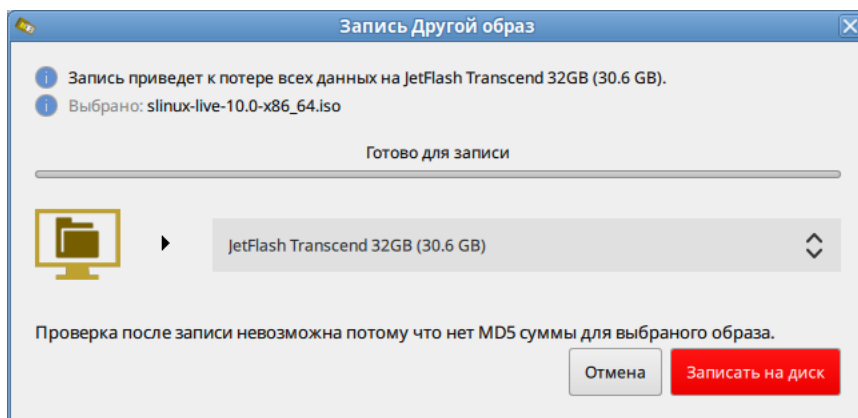 Запись Другой образ
Запись приведет к потере всех данных на JetFlash Transcend 32GB (30.6 GB).
Выбрано: slinux-live-10.0-x86_64.iso
Готово для записи
JetFlash Transcend 32GB (30.6 GB)
Проверка после записи невозможна потому что нет MD5 суммы для выбраного образа.
Отмена
Записать на диск